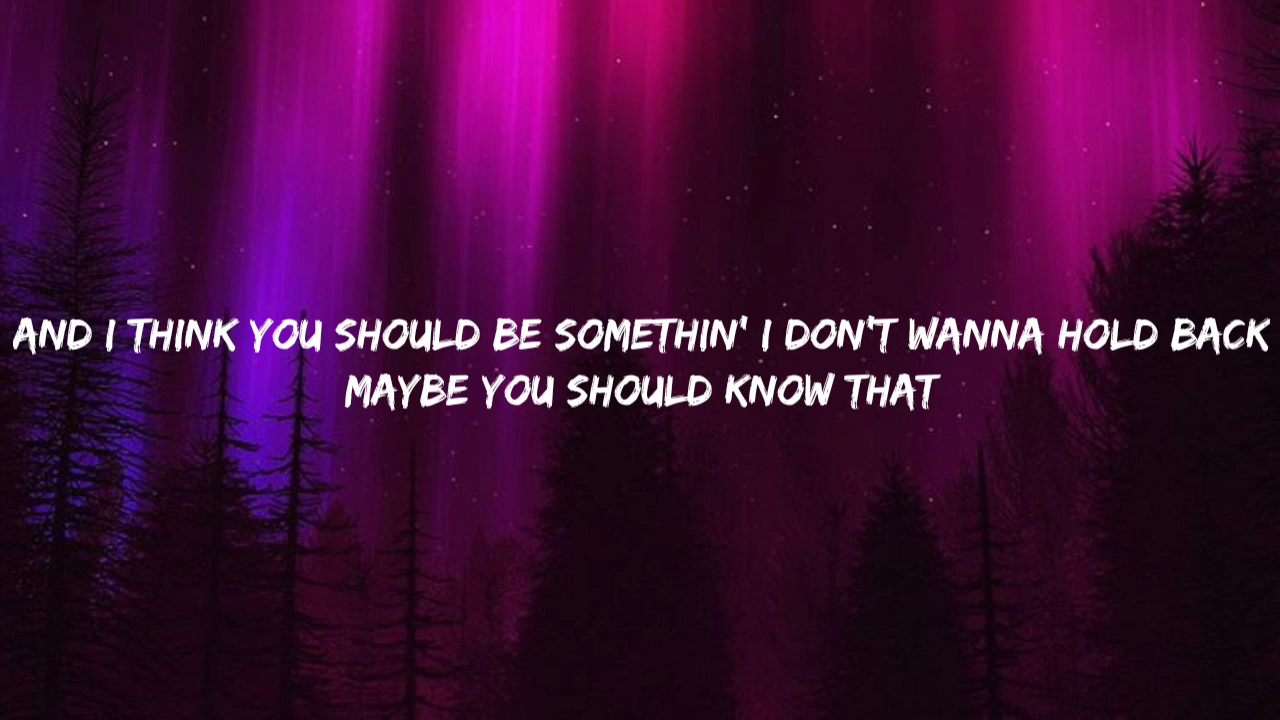 AND I THINK YOU SHOULD BE SOMETHIN' I DON'T WANNA HOLD BACK
MAYBE YOU SHOULD KNOW THAT